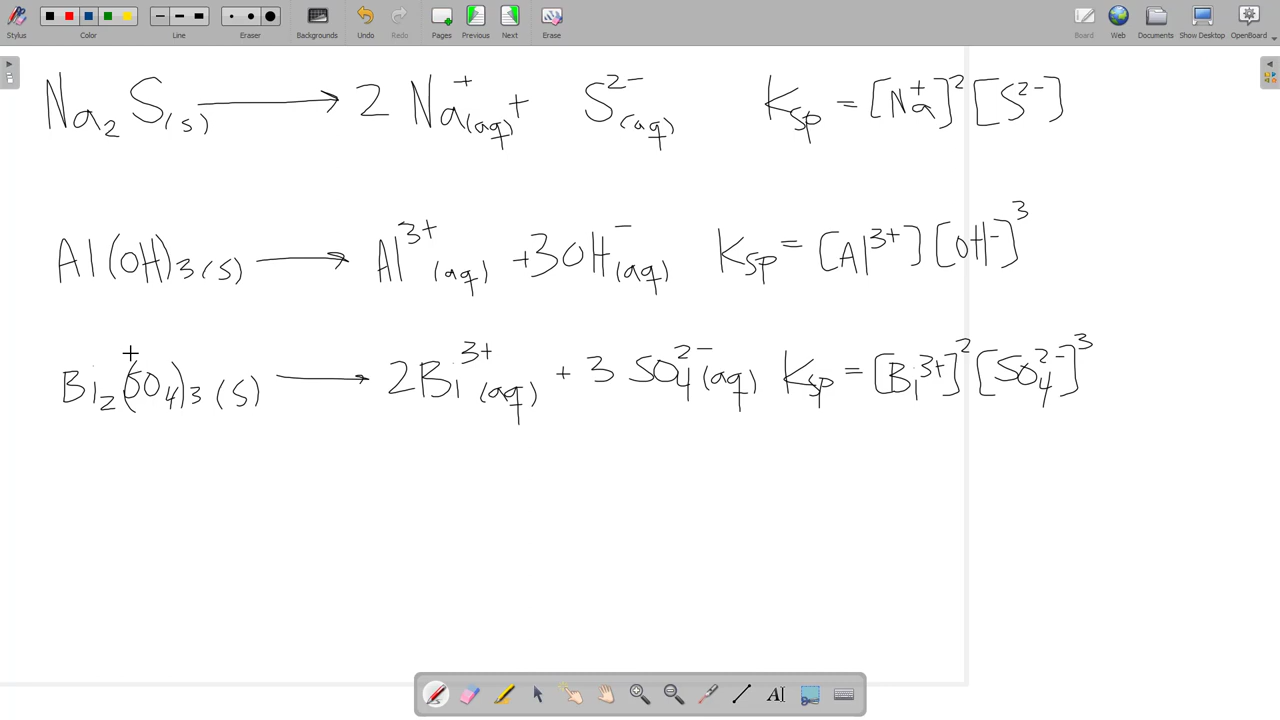 Stylus Color Line Eraser Backgrounds Undo Redo Pages Previous Next Erase Board Web Documents Show Desktop OpenBoard
Na₂S(s) ⟶ 2 Na⁺(aq) + S²⁻(aq) Ksp = [Na⁺]²[S²⁻]
Al(OH)₃(s) ⟶ Al³⁺(aq) + 3OH⁻(aq) Ksp = [Al³⁺][OH⁻]³
Bi₂(SO₄)₃(s) ⟶ 2Bi³⁺(aq) + 3 SO₄²⁻(aq) Ksp = [Bi³⁺]²[SO₄²⁻]³